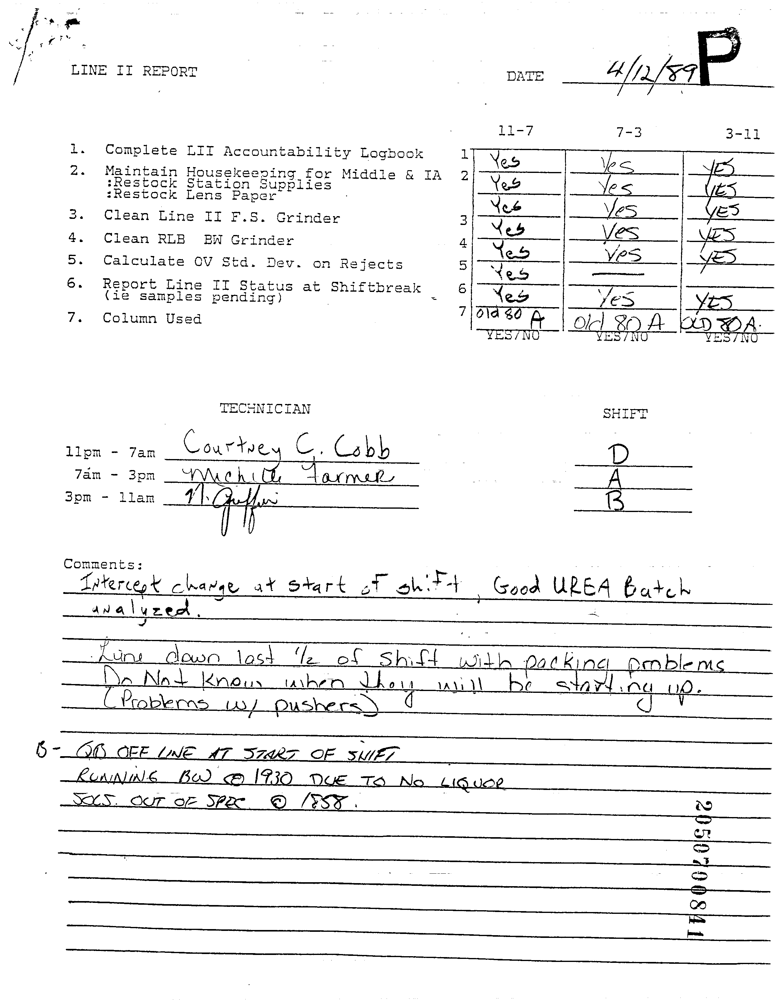 P
LINE II REPORT DATE 4/12/89
11-7 7-3 3-11
1. Complete LII Accountability Logbook 1 Yes Yes YES
2. Maintain Housekeeping for Middle & IA 2 Yes Yes YES
:Restock Station Supplies
:Restock Lens Paper Yes Yes YES
3. Clean Line II F.S. Grinder 3 Yes Yes YES
4. Clean RLB BW Grinder 4 Yes Yes YES
5. Calculate OV Std. Dev. on Rejects 5 Yes —
6. Report Line II Status at Shiftbreak 6 Yes Yes YES
(ie samples pending)
7. Column Used 7 old 80 A Old 80 A OLD 80A.
YES/NO YES/NO YES/NO
TECHNICIAN SHIFT
11pm - 7am Courtney C. Cobb D
7am - 3pm Michille Farmer A
3pm - 11am M. Griffin B
Comments:
Intercept change at start of shift, Good UREA Batch
analyzed.
Line down last 1/2 of shift with packing problems
Do Not know when they will be starting up.
(Problems w/ pushers)
B- QB OFF LINE AT START OF SHIFT
RUNNING BW @ 1930 DUE TO NO LIQUOR
SOLS. OUT OF SPEC @ 1858.
2050700841